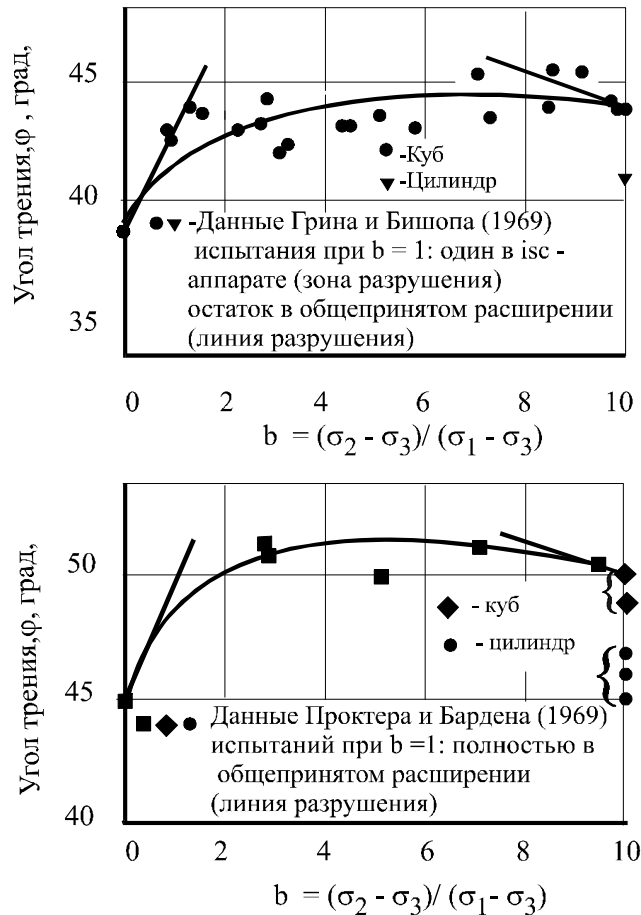 Угол трения,φ , град,
45
40
35
-Куб
-Цилиндр
-Данные Грина и Бишопа (1969)
испытания при b = 1: один в isc -
аппарате (зона разрушения)
остаток в общепринятом расширении
(линия разрушения)
0 2 4 6 8 10
b = (σ2 - σ3)/ (σ1 - σ3)
Угол трения,φ, град,
50
45
40
- куб
- цилиндр
Данные Проктера и Бардена (1969)
испытаний при b =1: полностью в
общепринятом расширении
(линия разрушения)
0 2 4 6 8 10
b = (σ2 - σ3)/ (σ1- σ3)